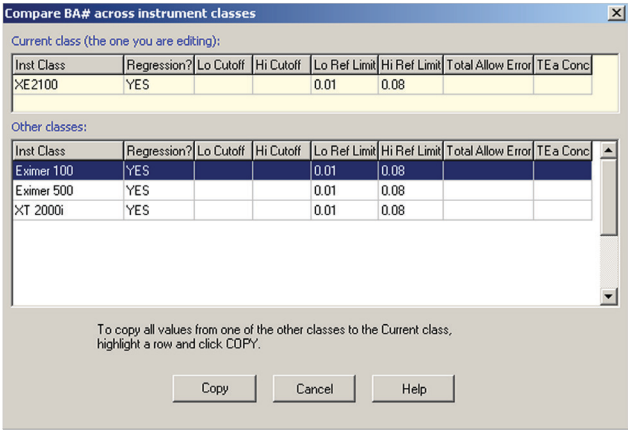 Compare BA# across instrument classes
Current class (the one you are editing):
Inst Class Regression? Lo Cutoff Hi Cutoff Lo Ref Limit Hi Ref Limit Total Allow Error TEa Conc
XE2100 YES 0.01 0.08
Other classes:
Inst Class Regression? Lo Cutoff Hi Cutoff Lo Ref Limit Hi Ref Limit Total Allow Error TEa Conc
Eximer 100 YES 0.01 0.08
Eximer 500 YES 0.01 0.08
XT 2000i YES 0.01 0.08
To copy all values from one of the other classes to the Current class,
highlight a row and click COPY.
Copy Cancel Help